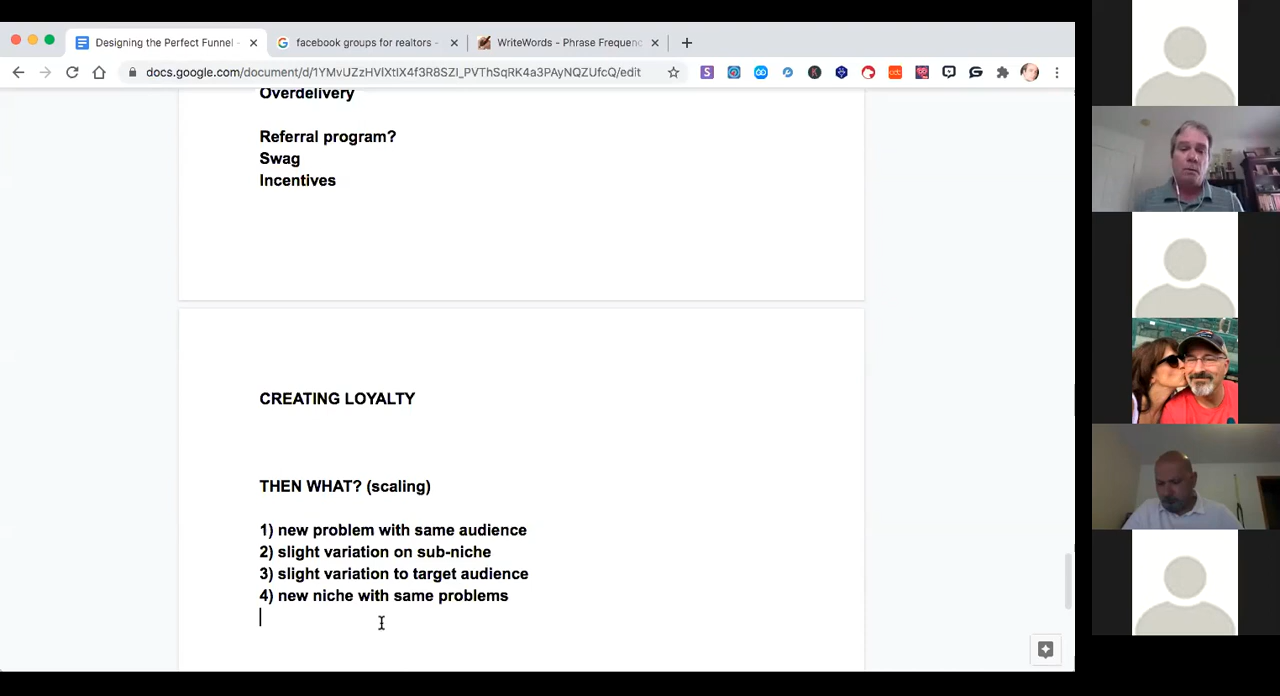 Designing the Perfect Funnel -
facebook groups for realtors -
WriteWords - Phrase Frequenc
docs.google.com/document/d/1YMvUZzHVIXtIX4f3R8SZI_PVThSqRK4a3PAyNQZUfcQ/edit
Overdelivery
Referral program?
Swag
Incentives
CREATING LOYALTY
THEN WHAT? (scaling)
1) new problem with same audience
2) slight variation on sub-niche
3) slight variation to target audience
4) new niche with same problems